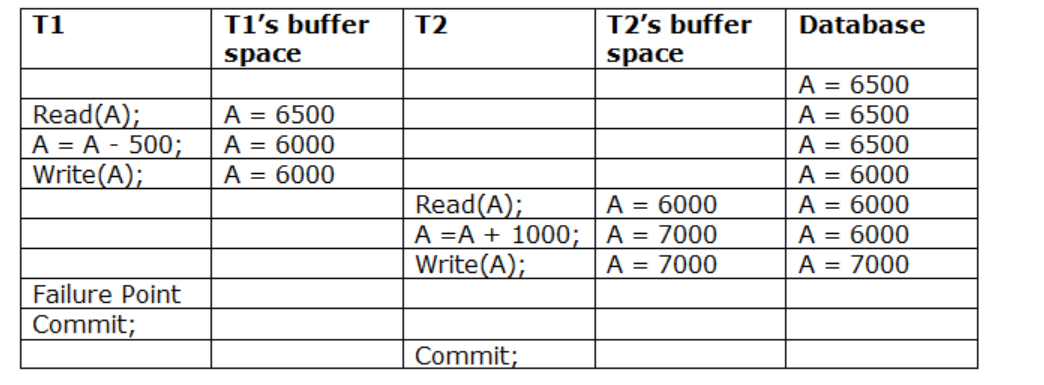 T1 T1's buffer space T2 T2's buffer space Database
A = 6500
Read(A); A = 6500 A = 6500
A = A - 500; A = 6000 A = 6500
Write(A); A = 6000 A = 6000
Read(A); A = 6000 A = 6000
A =A + 1000; A = 7000 A = 6000
Write(A); A = 7000 A = 7000
Failure Point
Commit;
Commit;